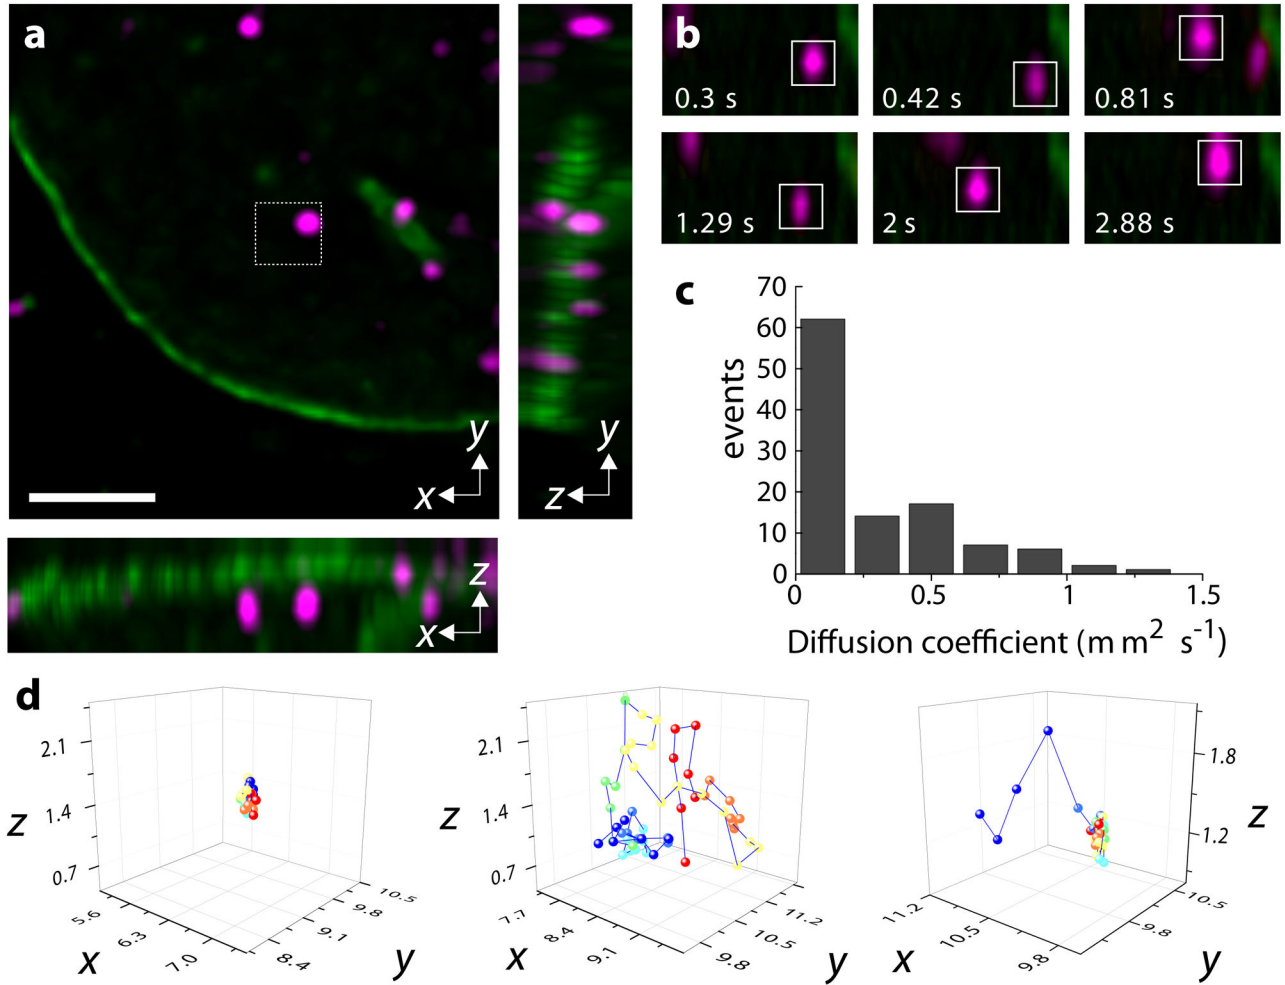 a
y
x
y
z
z
x
b
0.3 s
0.42 s
0.81 s
1.29 s
2 s
2.88 s
c
70
60
50
40
30
20
10
0
events
0
0.5
1
1.5
Diffusion coefficient (m m² s⁻¹)
d
2.1
1.4
0.7
z
5.6
6.3
7.0
x
8.4
9.1
9.8
10.5
y
2.1
1.4
0.7
z
7.7
8.4
9.1
x
9.8
10.5
11.2
y
11.2
10.5
9.8
x
9.8
10.5
y
1.8
1.2
z